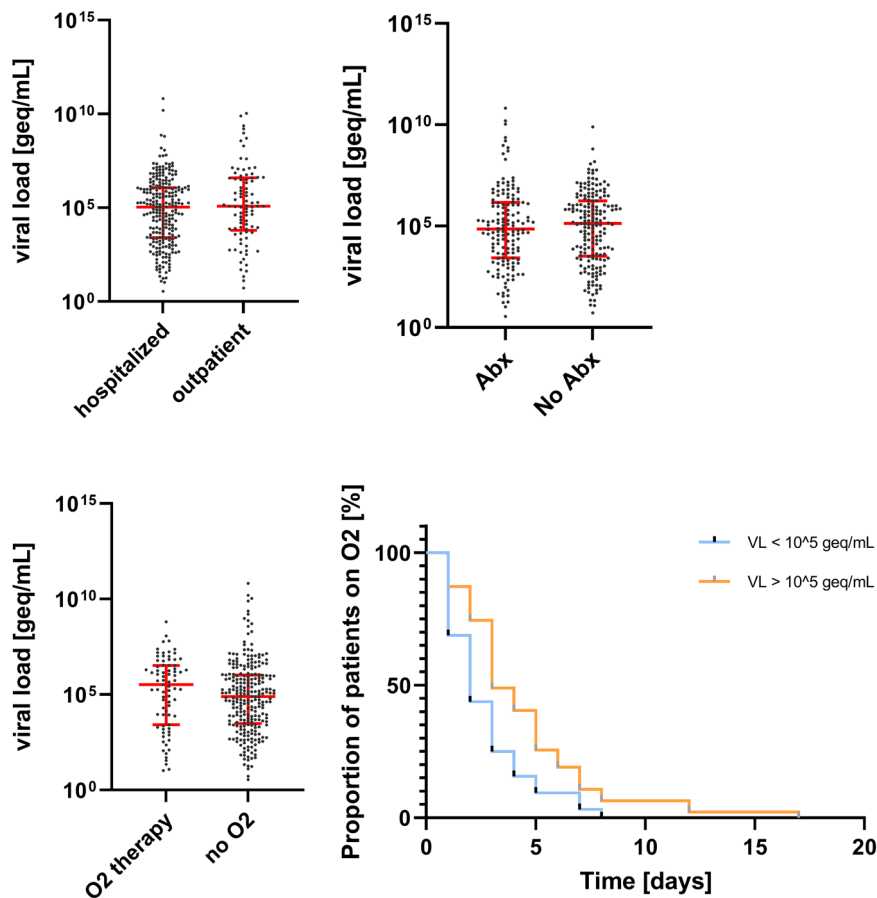 viral load [geq/mL]
10^15
10^10
10^5
10^0
hospitalized
outpatient
viral load [geq/mL]
10^15
10^10
10^5
10^0
Abx
No Abx
viral load [geq/mL]
10^15
10^10
10^5
10^0
O2 therapy
no O2
Proportion of patients on O2 [%]
100
50
0
0
5
10
15
20
Time [days]
VL < 10^5 geq/mL
VL > 10^5 geq/mL